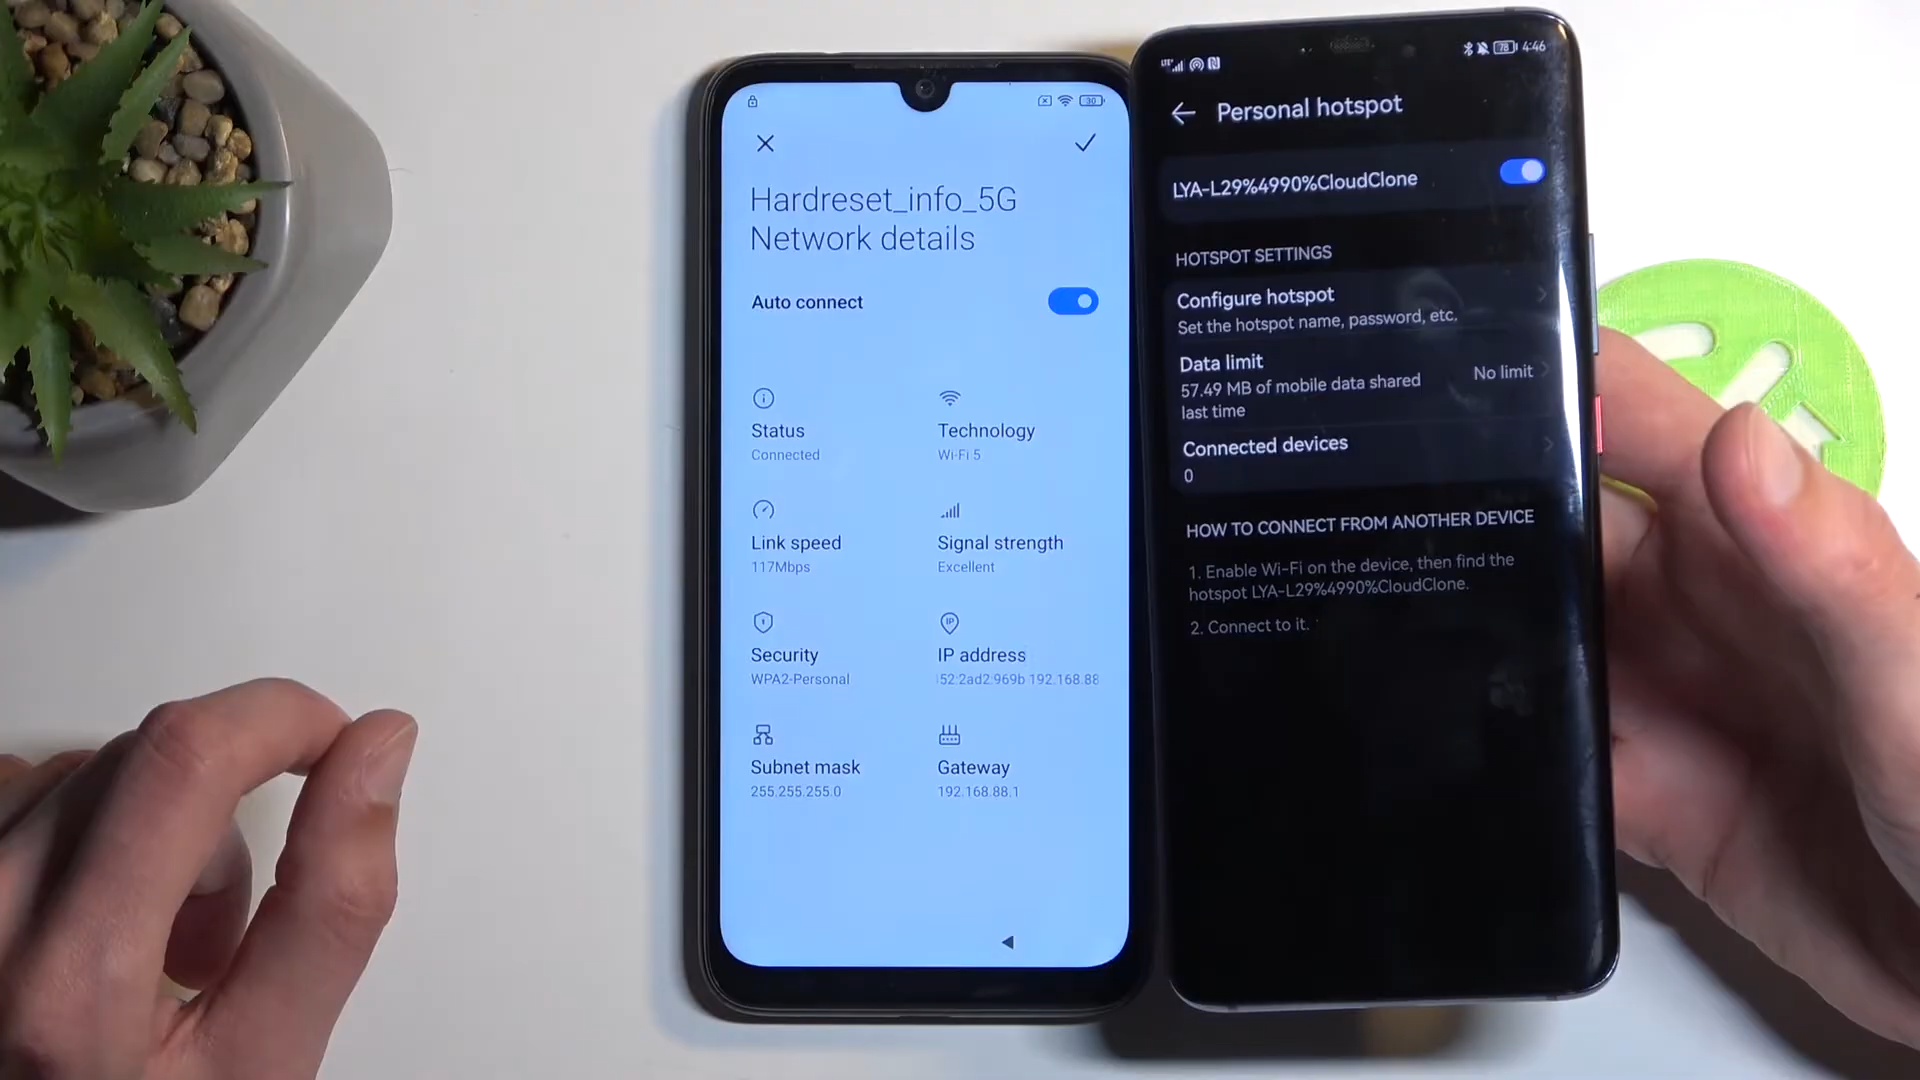 30
Hardreset_info_5G
Network details
Auto connect
Status
Connected
Technology
Wi-Fi 5
Link speed
117Mbps
Signal strength
Excellent
Security
WPA2-Personal
IP address
52:2ad2:969b 192.168.88
Subnet mask
255.255.255.0
Gateway
192.168.88.1
78 4:46
Personal hotspot
LYA-L29%4990%CloudClone
HOTSPOT SETTINGS
Configure hotspot
Set the hotspot name, password, etc.
Data limit
57.49 MB of mobile data shared
last time
No limit
Connected devices
0
HOW TO CONNECT FROM ANOTHER DEVICE
1. Enable Wi-Fi on the device, then find the
hotspot LYA-L29%4990%CloudClone.
2. Connect to it.